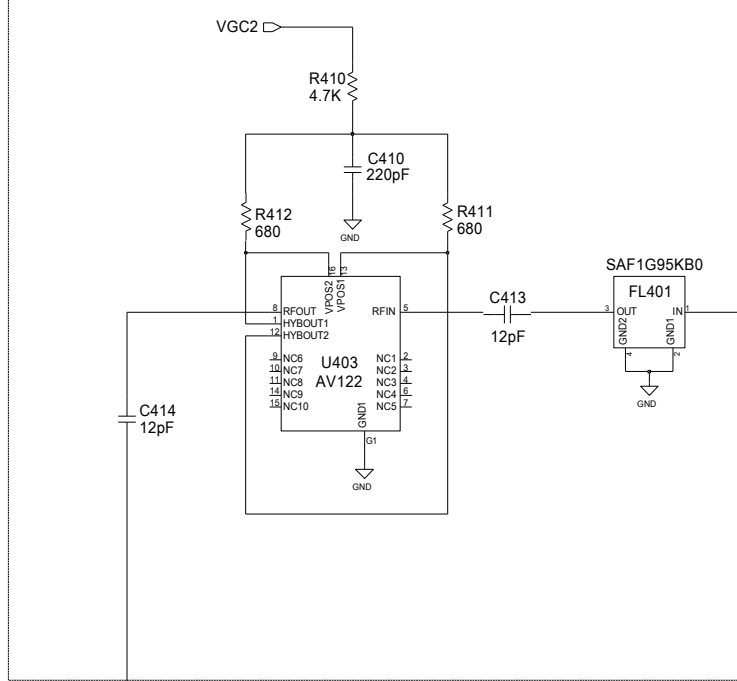 VGC2
R410
4.7K
C410
220pF
GND
R412
680
R411
680
16
13
VPOS2
VPOS1
8
RFOUT
RFIN
5
1
HYBOUT1
12
HYBOUT2
U403
AV122
9
NC6
NC1
2
10
NC7
NC2
3
11
NC8
NC3
4
14
NC9
NC4
6
15
NC10
NC5
7
GND1
G1
GND
C413
12pF
SAF1G95KB0
FL401
3
OUT
IN
1
GND2
GND1
4
2
GND
C414
12pF